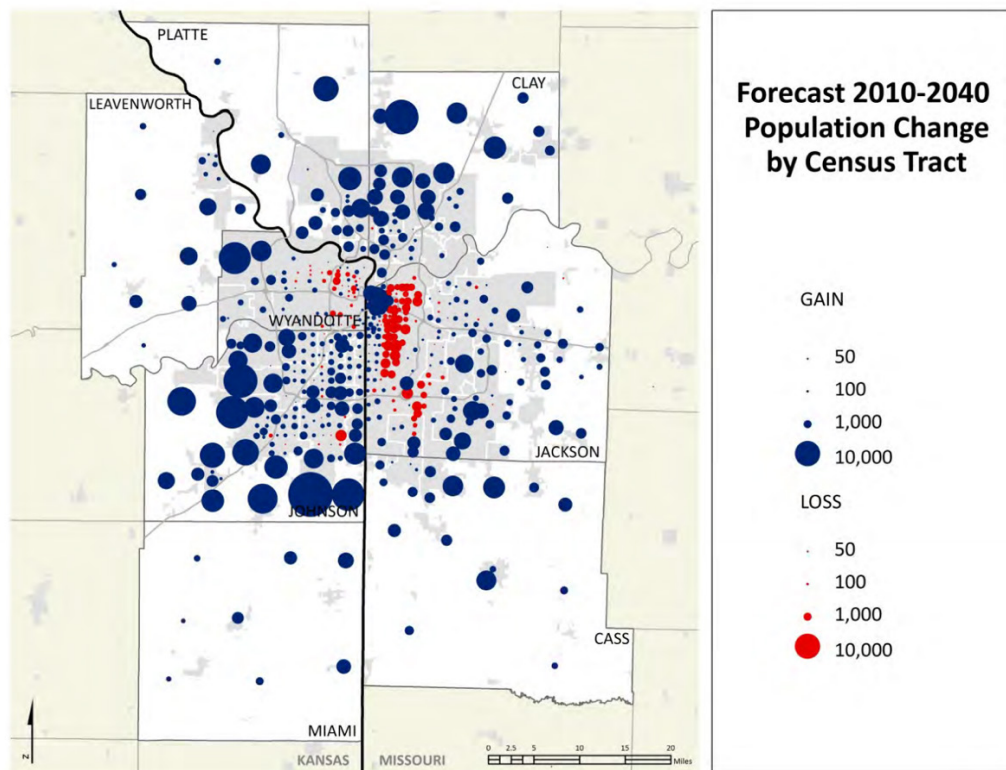 PLATTE
CLAY
LEAVENWORTH
WYANDOTTE
JACKSON
JOHNSON
CASS
MIAMI
KANSAS MISSOURI
N
0 2.5 5 10 15 20
Miles
Forecast 2010-2040
Population Change
by Census Tract
GAIN
50
100
1,000
10,000
LOSS
50
100
1,000
10,000